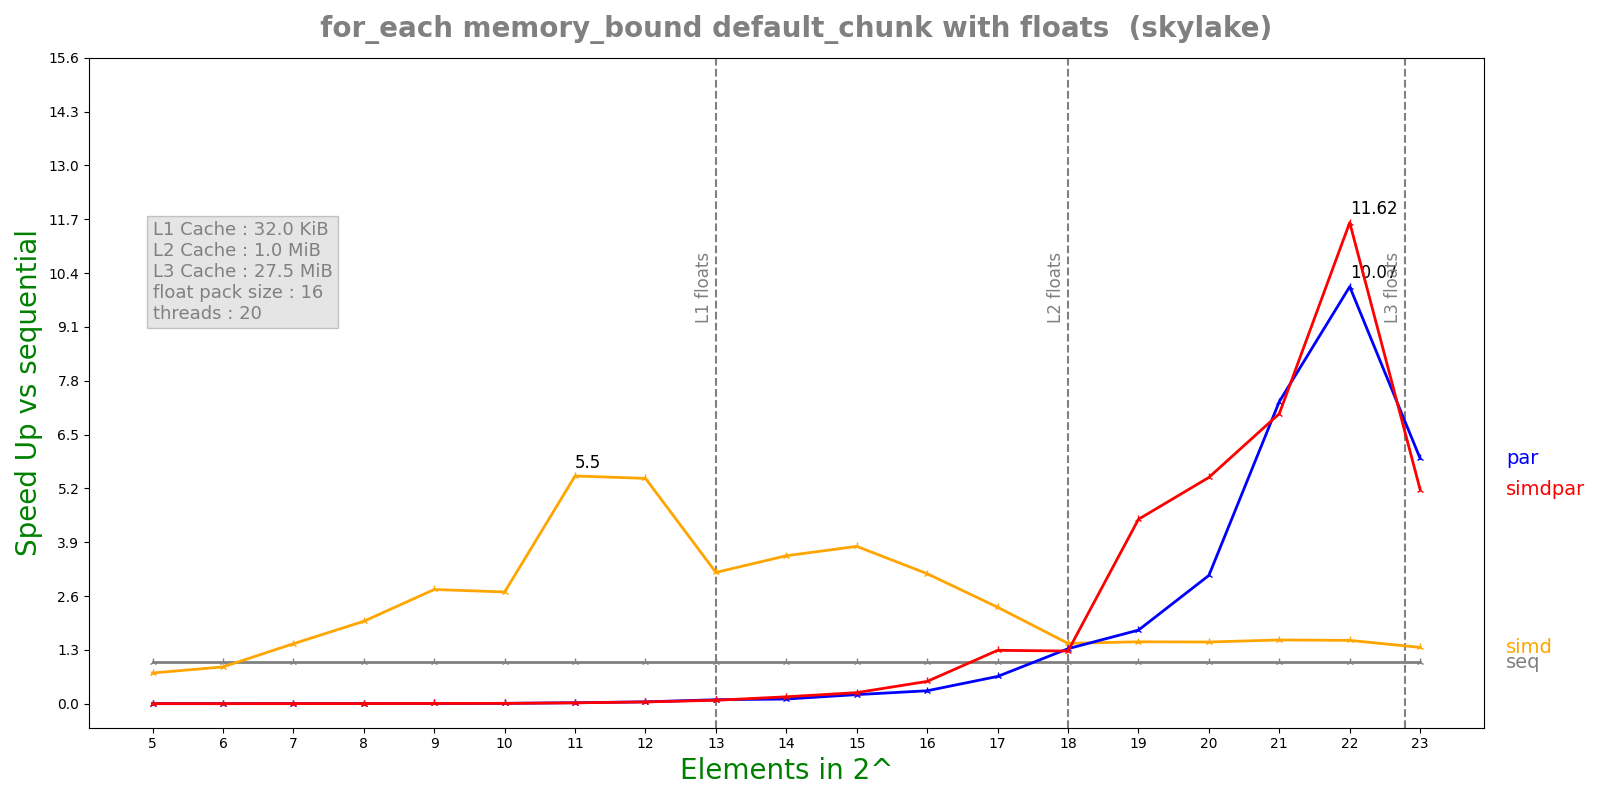 for_each memory_bound default_chunk with floats (skylake)
Speed Up vs sequential
15.6
14.3
13.0
11.7
10.4
9.1
7.8
6.5
5.2
3.9
2.6
1.3
0.0
L1 Cache : 32.0 KiB
L2 Cache : 1.0 MiB
L3 Cache : 27.5 MiB
float pack size : 16
threads : 20
5.5
L1 floats
L2 floats
L3 floats
11.62
10.07
par
simdpar
simd
seq
5 6 7 8 9 10 11 12 13 14 15 16 17 18 19 20 21 22 23
Elements in 2^